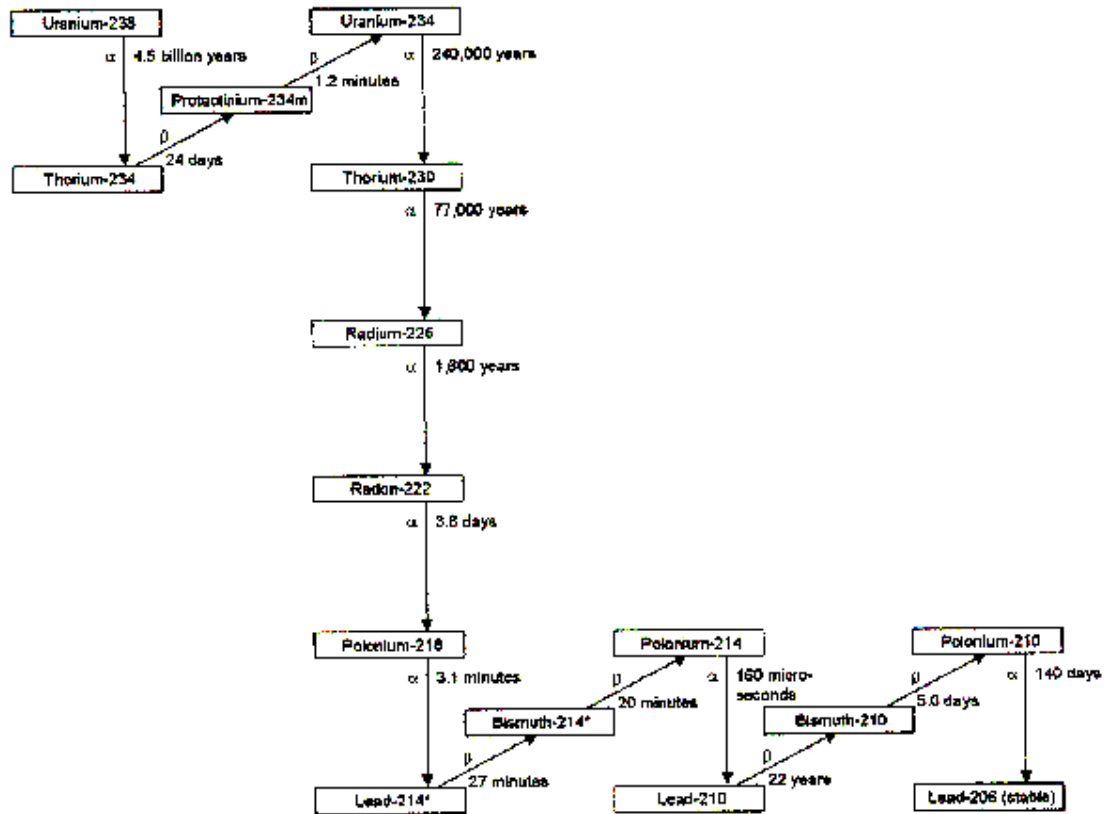 Uranium-238
Uranium-234
α 4.5 billion years
β
α 240,000 years
1.2 minutes
Protactinium-234m
β
24 days
Thorium-234
Thorium-230
α 77,000 years
Radium-226
α 1,600 years
Radon-222
α 3.8 days
Polonium-218
Polonium-214
Polonium-210
α 3.1 minutes
β
20 minutes
α 160 micro-
seconds
β
5.0 days
α 140 days
Bismuth-214*
Bismuth-210
β
27 minutes
β
22 years
Lead-214*
Lead-210
Lead-206 (stable)